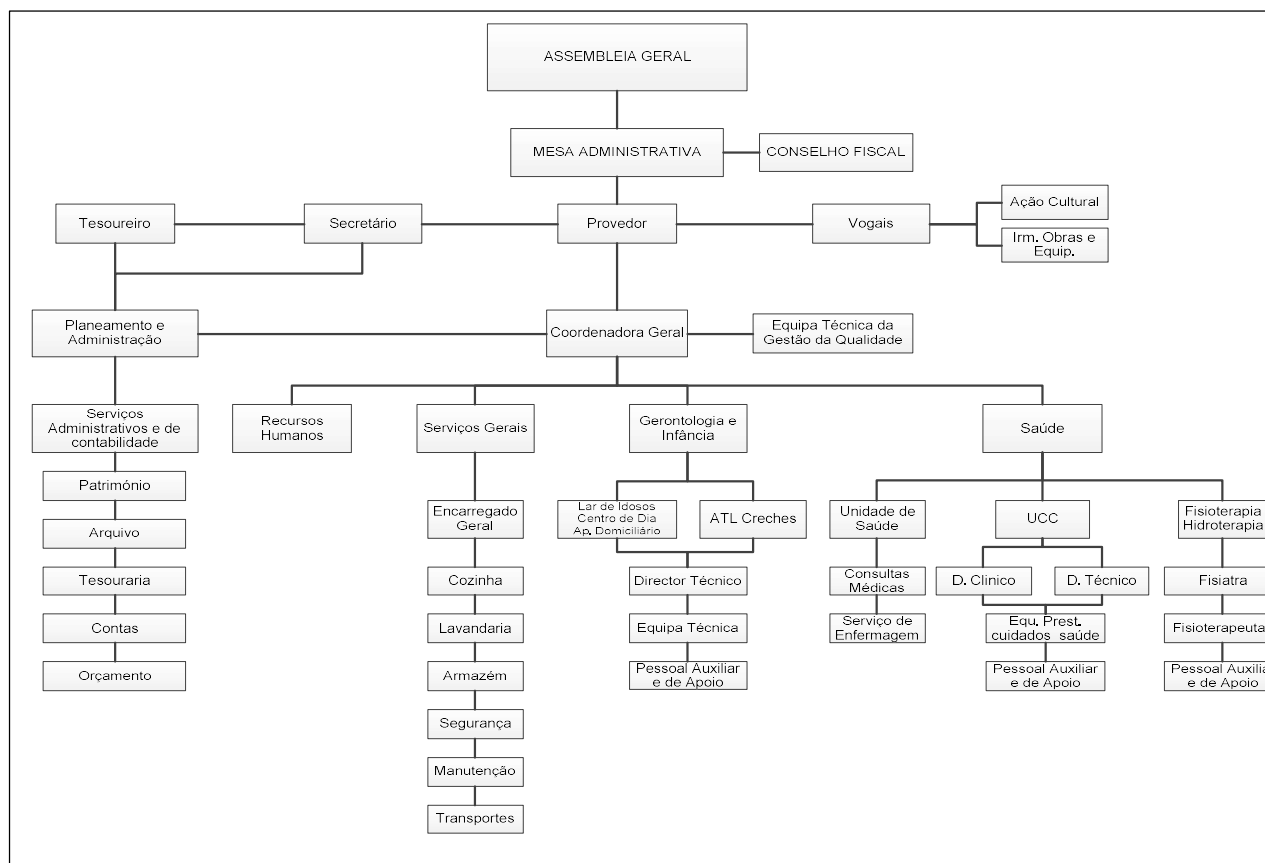 ASSEMBLEIA GERAL
MESA ADMINISTRATIVA
CONSELHO FISCAL
Tesoureiro
Secretário
Provedor
Vogais
Ação Cultural
Irm. Obras e
Equip.
Planeamento e
Administração
Coordenadora Geral
Equipa Técnica da
Gestão da Qualidade
Serviços
Administrativos e de
contabilidade
Recursos
Humanos
Serviços Gerais
Gerontologia e
Infância
Saúde
Património
Arquivo
Tesouraria
Contas
Orçamento
Encarregado
Geral
Cozinha
Lavandaria
Armazém
Segurança
Manutenção
Transportes
Lar de Idosos
Centro de Dia
Ap. Domiciliário
ATL Creches
Director Técnico
Equipa Técnica
Pessoal Auxiliar
e de Apoio
Unidade de
Saúde
Consultas
Médicas
Serviço de
Enfermagem
UCC
D. Clinico
D. Técnico
Equ. Prest.
cuidados saúde
Pessoal Auxiliar
e de Apoio
Fisioterapia
Hidroterapia
Fisiatra
Fisioterapeuta
Pessoal Auxiliar
e de Apoio